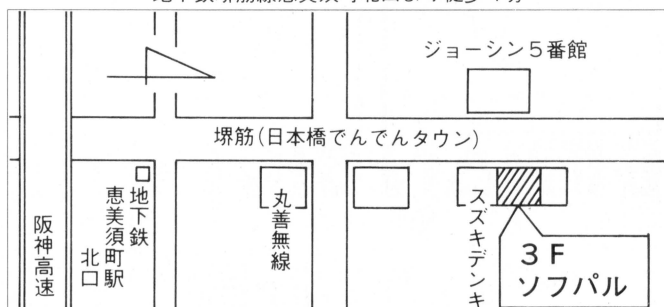 ジョーシン5番館
堺筋(日本橋でんでんタウン)
地下鉄
恵美須町駅
北口
阪神高速
丸善無線
スズキデンキ
3F
ソフパル